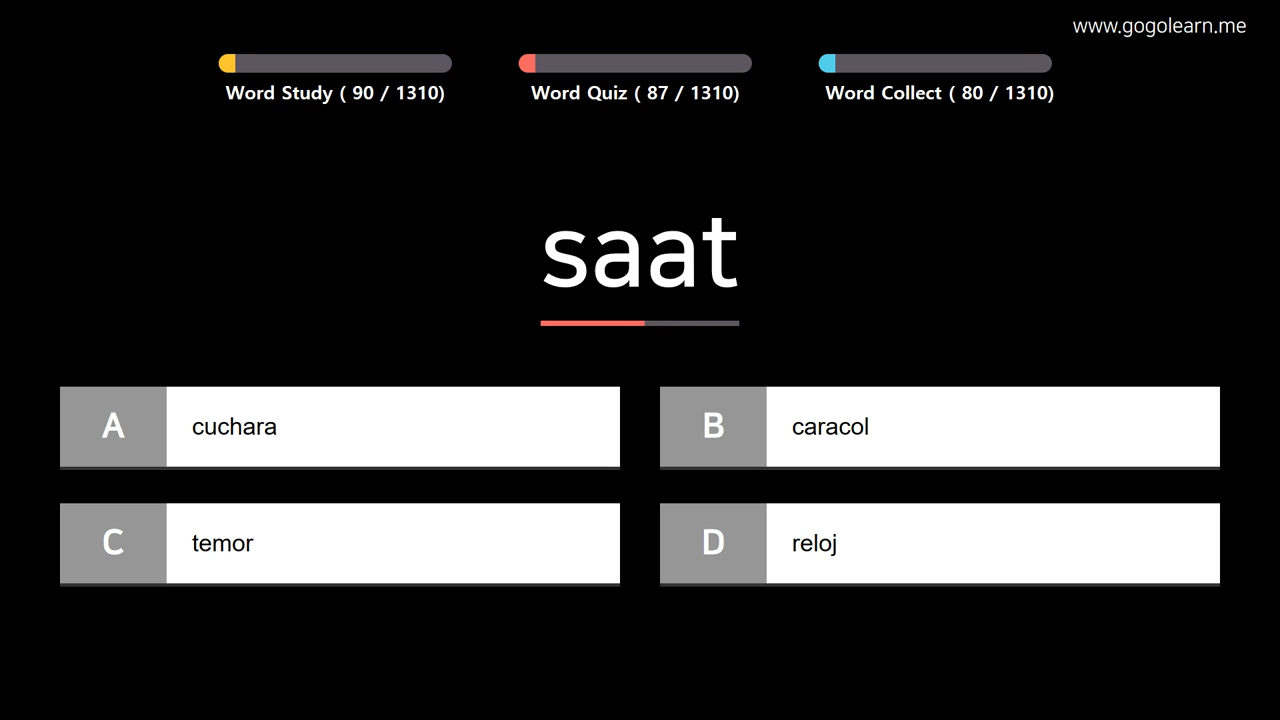 www.gogolearn.me
Word Study ( 90 / 1310)
Word Quiz ( 87 / 1310)
Word Collect ( 80 / 1310)
saat
A cuchara
B caracol
C temor
D reloj